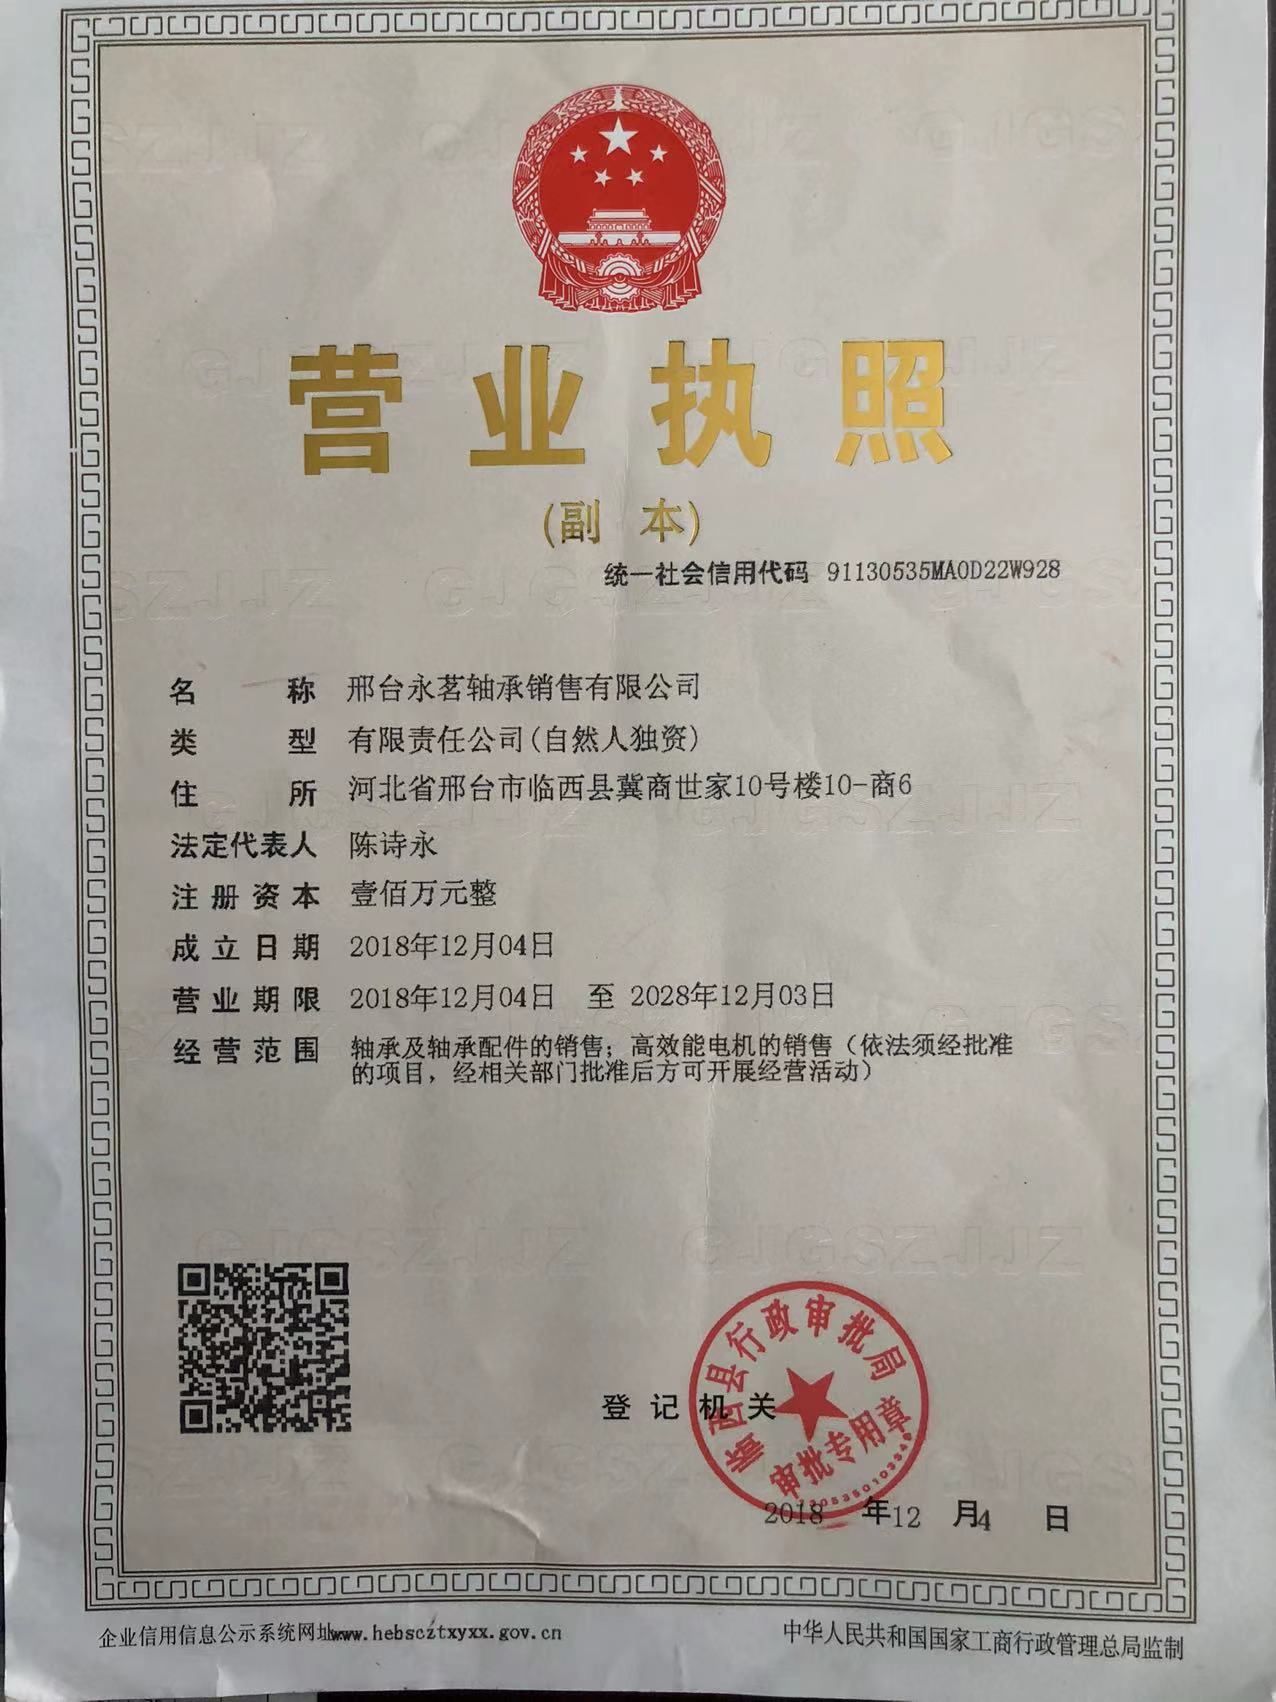 营业执照
(副 本)
统一社会信用代码 91130535MA0D22W928
名 称 邢台永茗轴承销售有限公司
类 型 有限责任公司(自然人独资)
住 所 河北省邢台市临西县冀商世家10号楼10-商6
法定代表人 陈诗永
注册资本 壹佰万元整
成立日期 2018年12月04日
营业期限 2018年12月04日 至 2028年12月03日
经营范围 轴承及轴承配件的销售；高效能电机的销售（依法须经批准
的项目，经相关部门批准后方可开展经营活动）
临西县行政审批局
登记机关
审批专用章
2018 年12 月4 日
企业信用信息公示系统网址www.hebscztxyxx.gov.cn
中华人民共和国国家工商行政管理总局监制